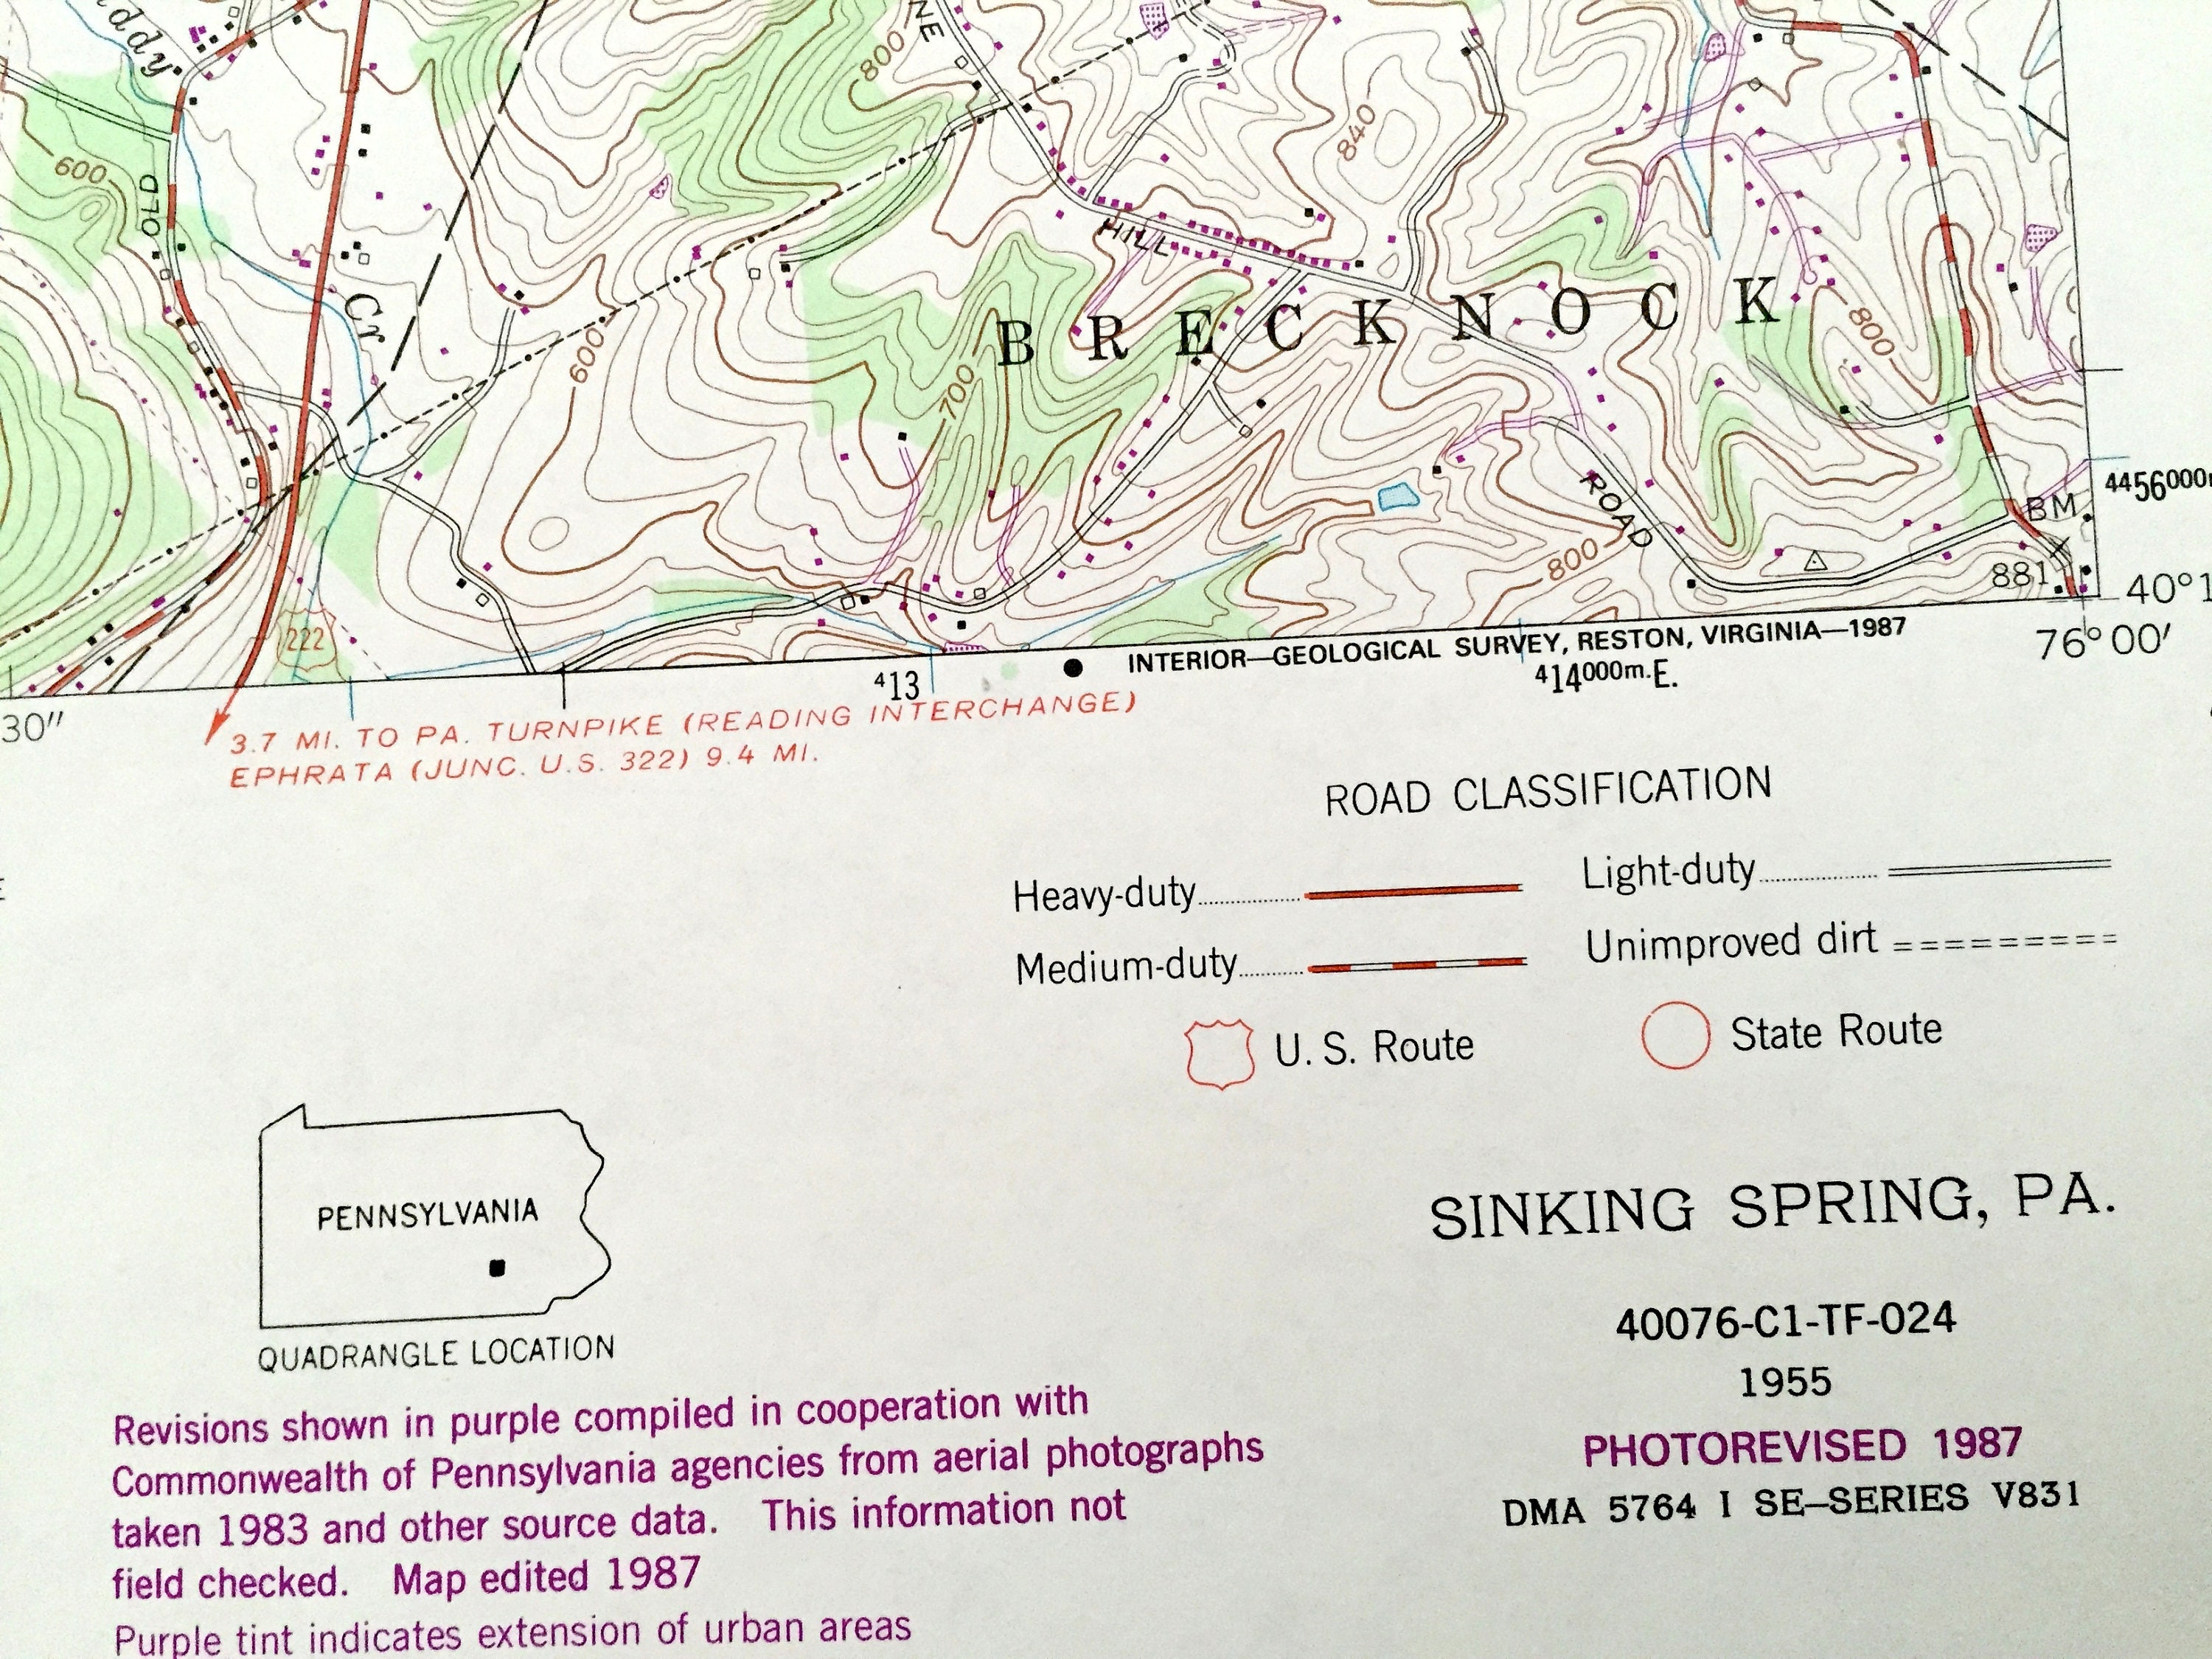 ddy
NE
800
840
600
OLD
HILL
Cr
BRECKNOCK
600
700
800
ROAD
4456000
BM
800
881
40°1
222
76° 00'
INTERIOR—GEOLOGICAL SURVEY, RESTON, VIRGINIA—1987
413
414000m.E.
30"
3.7 MI. TO PA. TURNPIKE (READING INTERCHANGE)
EPHRATA (JUNC. U.S. 322) 9.4 MI.
ROAD CLASSIFICATION
Heavy-duty
Light-duty
Medium-duty
Unimproved dirt
U. S. Route
State Route
PENNSYLVANIA
QUADRANGLE LOCATION
SINKING SPRING, PA.
40076-C1-TF-024
1955
PHOTOREVISED 1987
DMA 5764 I SE–SERIES V831
Revisions shown in purple compiled in cooperation with
Commonwealth of Pennsylvania agencies from aerial photographs
taken 1983 and other source data. This information not
field checked. Map edited 1987
Purple tint indicates extension of urban areas